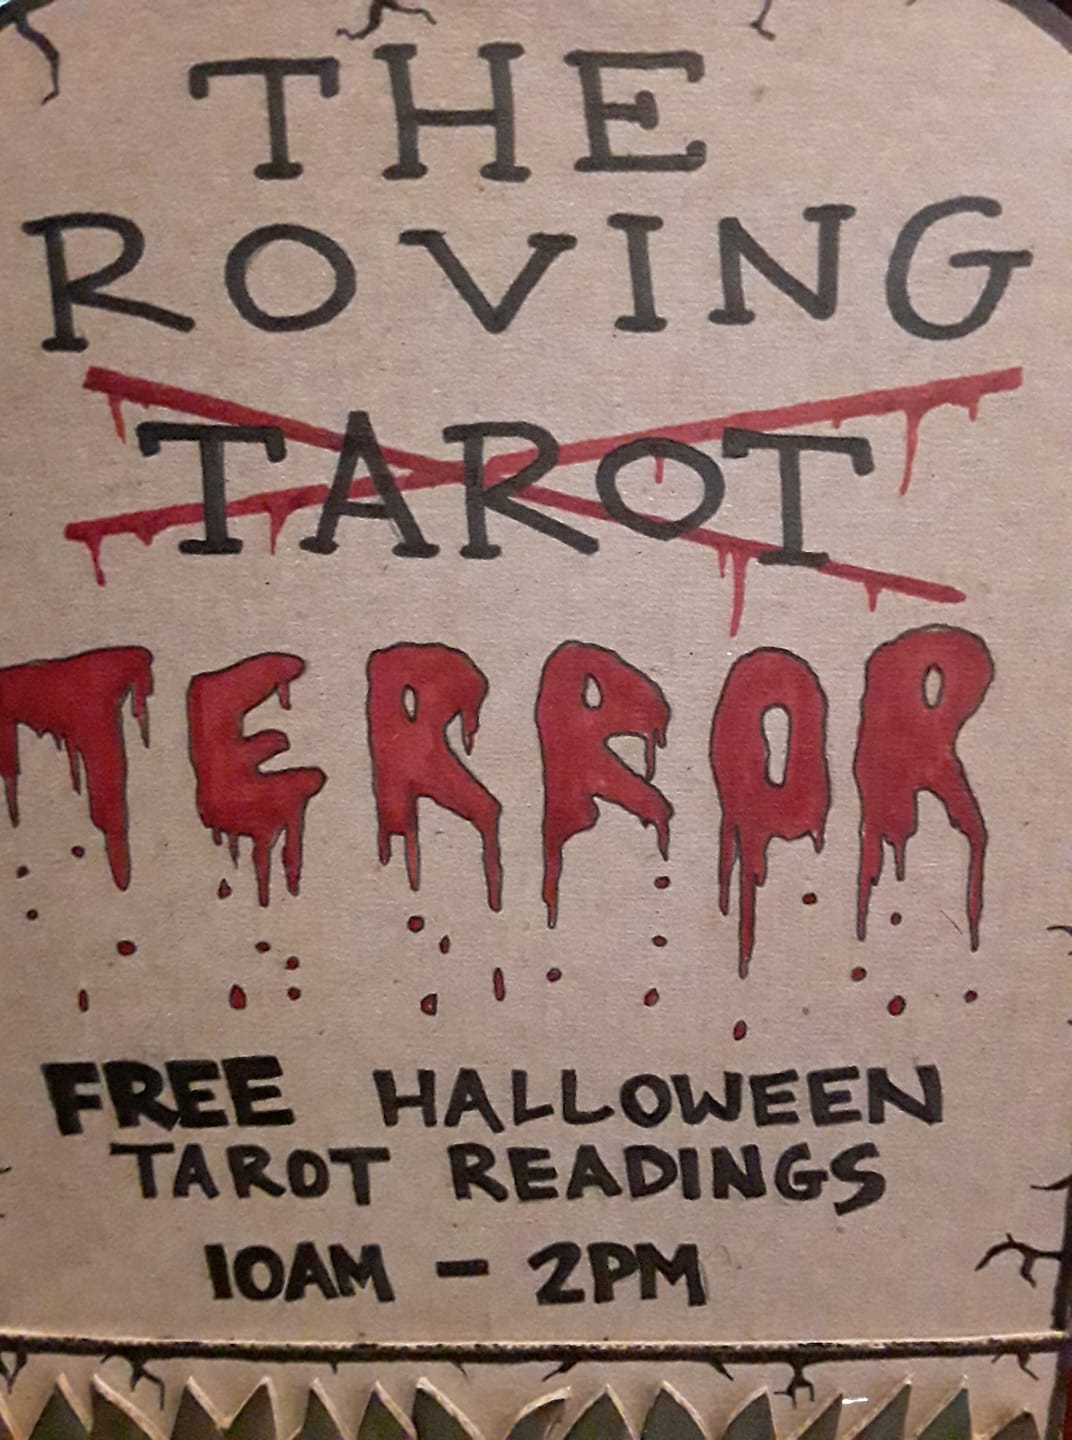 THE
ROVING
TAROT
TERROR
FREE HALLOWEEN
TAROT READINGS
10AM - 2PM